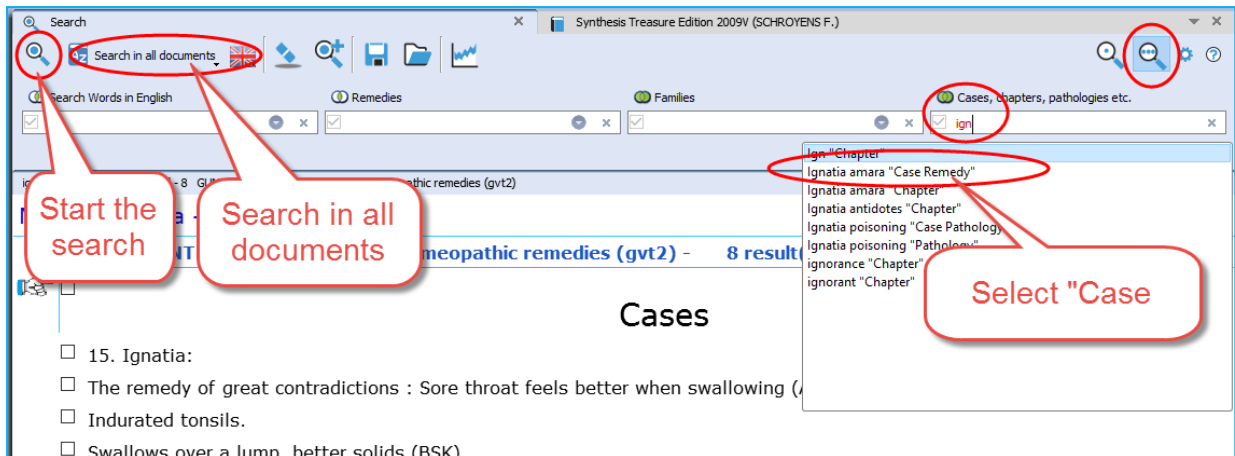 Search
Synthesis Treasure Edition 2009V (SCHROYENS F.)
Search in all documents
Search Words in English
Remedies
Families
Cases, chapters, pathologies etc.
ign
Ign "Chapter"
Ignatia amara "Case Remedy"
Ignatia amara "Chapter"
Ignatia antidotes "Chapter"
Ignatia poisoning "Case Pathology
Ignatia poisoning "Pathology"
ignorance "Chapter"
ignorant "Chapter"
Start the
search
Search in all
documents
Select "Case
- 8
pathic remedies (gvt2)
meopathic remedies (gvt2) - 8 result(
Cases
15. Ignatia:
The remedy of great contradictions : Sore throat feels better when swallowing (
Indurated tonsils.
Swallows over a lump, better solids (BSK)